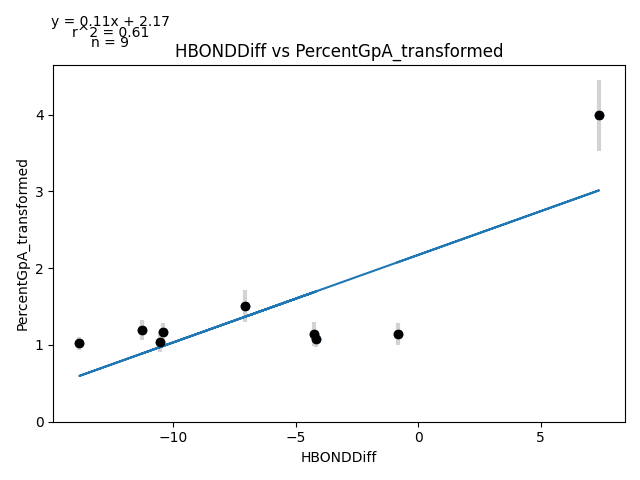 y = 0.11x + 2.17
r^2 = 0.61
n = 9
HBONDDiff vs PercentGpA_transformed
PercentGpA_transformed
4
3
2
1
0
−10
−5
0
5
HBONDDiff